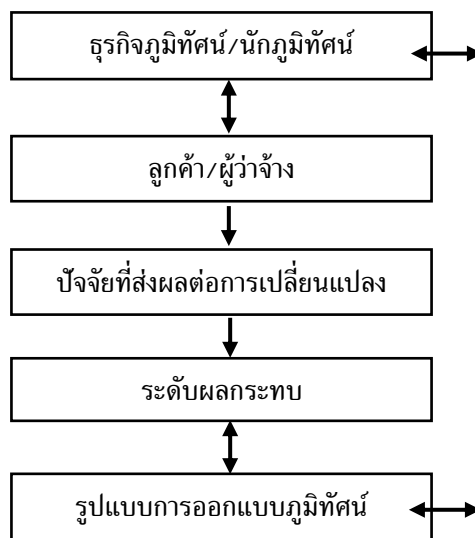 ธุรกิจภูมิทัศน์/นักภูมิทัศน์
ลูกค้า/ผู้ว่าจ้าง
ปัจจัยที่ส่งผลต่อการเปลี่ยนแปลง
ระดับผลกระทบ
รูปแบบการออกแบบภูมิทัศน์